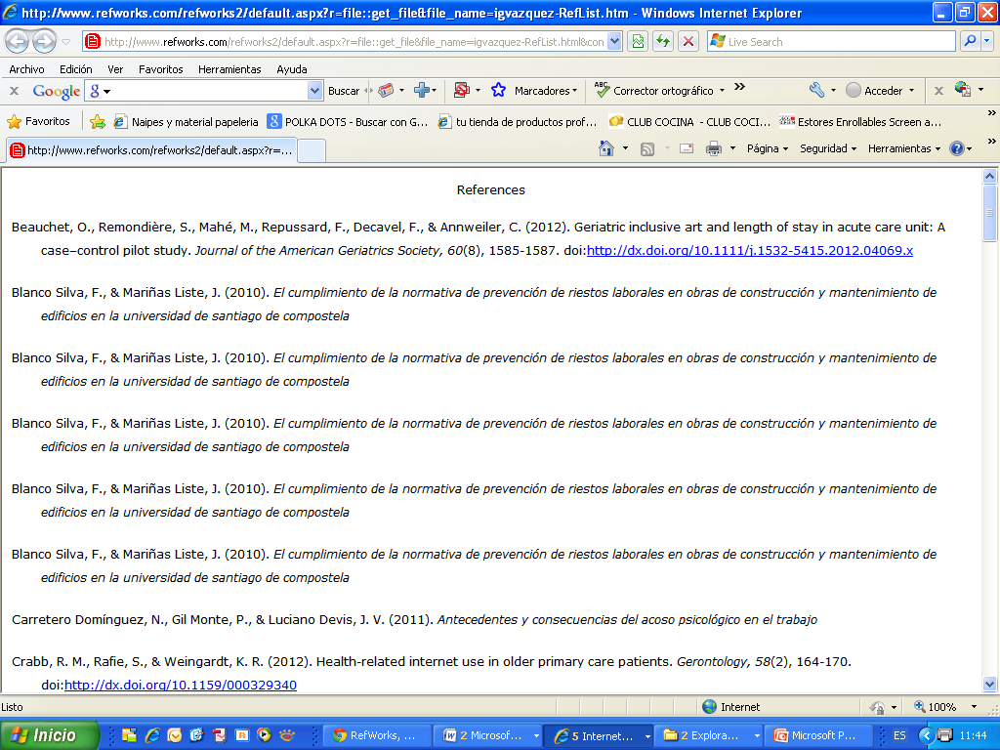 http://www.refworks.com/refworks2/default.aspx?r=file::get_file&file_name=igvazquez-RefList.htm - Windows Internet Explorer
http://www.refworks.com/refworks2/default.aspx?r=file::get_file&file_name=igvazquez-RefList.html&con
Live Search
Archivo Edición Ver Favoritos Herramientas Ayuda
x Google g Buscar Marcadores ABC Corrector ortográfico » Acceder x
Favoritos Naipes y material papeleria POLKA DOTS - Buscar con G... tu tienda de productos prof... CLUB COCINA - CLUB COCI... Estores Enrollables Screen a... »
http://www.refworks.com/refworks2/default.aspx?r=... Página Seguridad Herramientas »
References
Beauchet, O., Remondière, S., Mahé, M., Repussard, F., Decavel, F., & Annweiler, C. (2012). Geriatric inclusive art and length of stay in acute care unit: A
case–control pilot study. Journal of the American Geriatrics Society, 60(8), 1585-1587. doi:http://dx.doi.org/10.1111/j.1532-5415.2012.04069.x
Blanco Silva, F., & Mariñas Liste, J. (2010). El cumplimiento de la normativa de prevención de riestos laborales en obras de construcción y mantenimiento de
edificios en la universidad de santiago de compostela
Blanco Silva, F., & Mariñas Liste, J. (2010). El cumplimiento de la normativa de prevención de riestos laborales en obras de construcción y mantenimiento de
edificios en la universidad de santiago de compostela
Blanco Silva, F., & Mariñas Liste, J. (2010). El cumplimiento de la normativa de prevención de riestos laborales en obras de construcción y mantenimiento de
edificios en la universidad de santiago de compostela
Blanco Silva, F., & Mariñas Liste, J. (2010). El cumplimiento de la normativa de prevención de riestos laborales en obras de construcción y mantenimiento de
edificios en la universidad de santiago de compostela
Blanco Silva, F., & Mariñas Liste, J. (2010). El cumplimiento de la normativa de prevención de riestos laborales en obras de construcción y mantenimiento de
edificios en la universidad de santiago de compostela
Carretero Domínguez, N., Gil Monte, P., & Luciano Devis, J. V. (2011). Antecedentes y consecuencias del acoso psicológico en el trabajo
Crabb, R. M., Rafie, S., & Weingardt, K. R. (2012). Health-related internet use in older primary care patients. Gerontology, 58(2), 164-170.
doi:http://dx.doi.org/10.1159/000329340
Listo Internet 100%
Inicio RefWorks, ... 2 Microsof... 5 Internet... 2 Explora... Microsoft P... ES 11:44